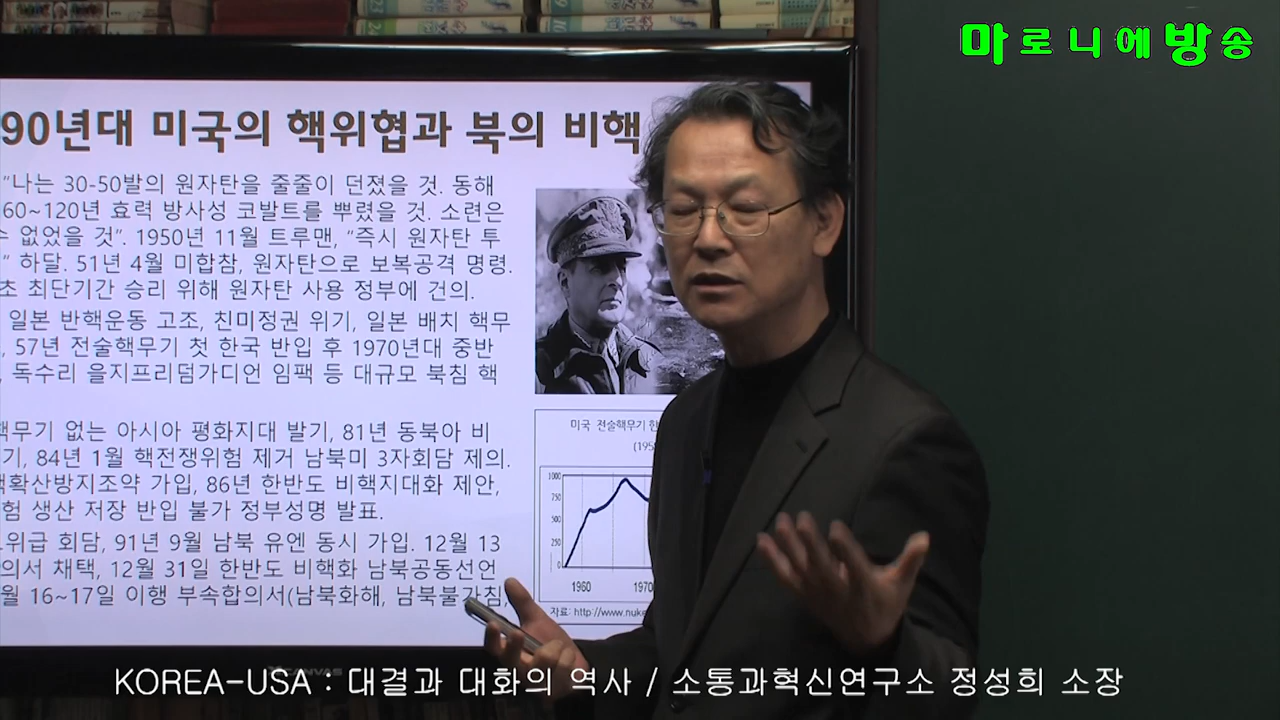 마로니에방송
90년대 미국의 핵위협과 북의 비핵
"나는 30-50발의 원자탄을 줄줄이 던졌을 것. 동해
60~120년 효력 방사성 코발트를 뿌렸을 것. 소련은
없었을 것". 1950년 11월 트루먼, "즉시 원자탄 투
" 하달. 51년 4월 미합참, 원자탄으로 보복공격 명령.
초 최단기간 승리 위해 원자탄 사용 정부에 건의.
일본 반핵운동 고조, 친미정권 위기, 일본 배치 핵무
, 57년 전술핵무기 첫 한국 반입 후 1970년대 중반
, 독수리 을지프리덤가디언 임팩 등 대규모 북침 핵
핵무기 없는 아시아 평화지대 발기, 81년 동북아 비
기, 84년 1월 핵전쟁위험 제거 남북미 3자회담 제의.
핵확산방지조약 가입, 86년 한반도 비핵지대화 제안,
험 생산 저장 반입 불가 정부성명 발표.
위급 회담, 91년 9월 남북 유엔 동시 가입. 12월 13
의서 채택, 12월 31일 한반도 비핵화 남북공동선언
월 16~17일 이행 부속합의서(남북화해, 남북불가침,
미국 전술핵무기 한
(195
1000
750
500
250
0
1960
1970
자료: http://www.nuke
KOREA-USA : 대결과 대화의 역사 / 소통과혁신연구소 정성희 소장